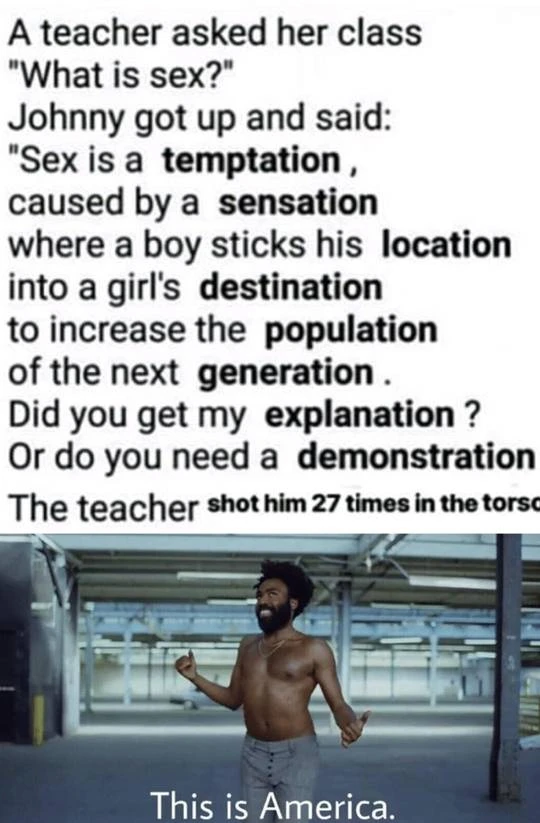 A teacher asked her class
"What is sex?"
Johnny got up and said:
"Sex is a temptation ,
caused by a sensation
where a boy sticks his location
into a girl's destination
to increase the population
of the next generation .
Did you get my explanation ?
Or do you need a demonstration
The teacher shot him 27 times in the torso
This is America.